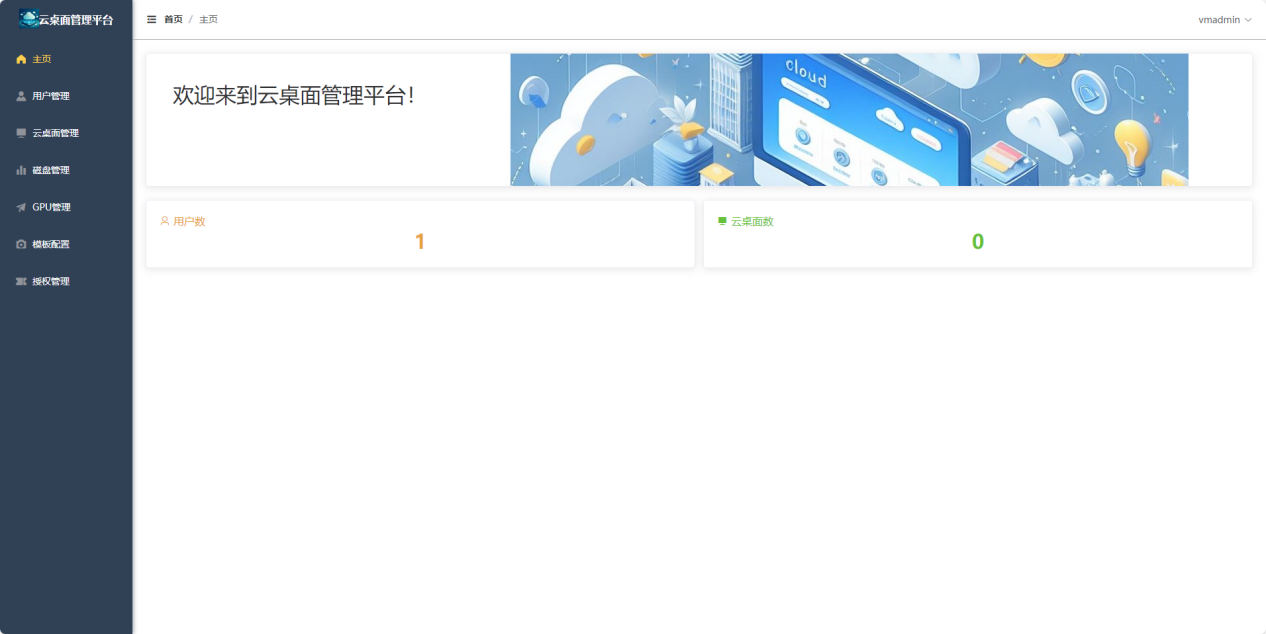 云桌面管理平台
首页 / 主页
vmadmin
主页
用户管理
云桌面管理
磁盘管理
GPU管理
模板配置
授权管理
欢迎来到云桌面管理平台！
cloud
用户数
1
云桌面数
0